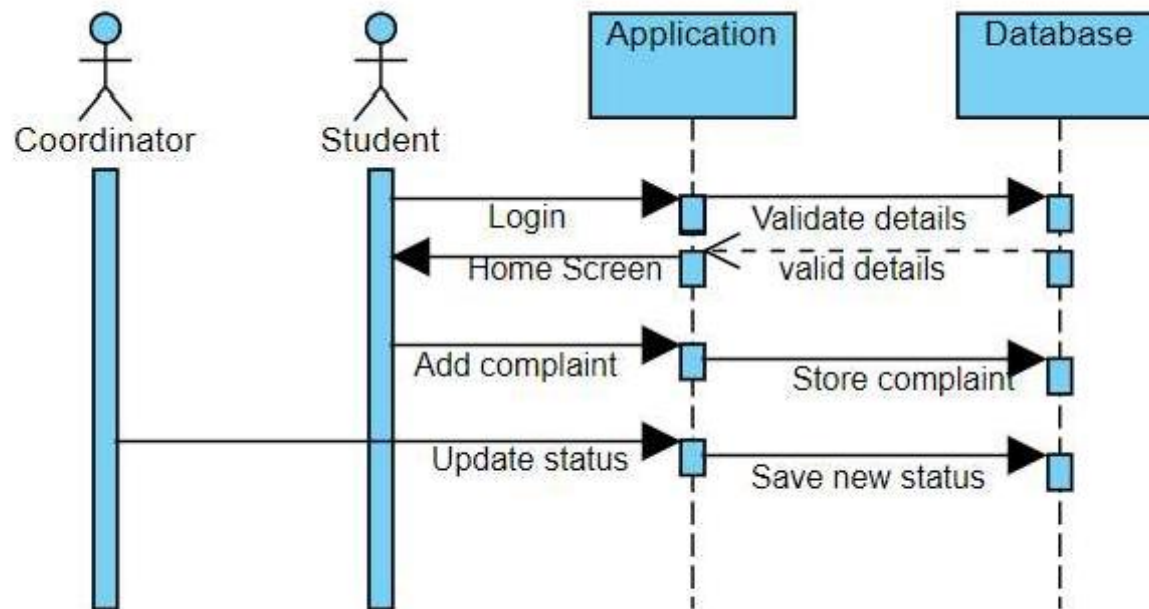 Application
Database
Coordinator
Student
Login
Validate details
Home Screen
valid details
Add complaint
Store complaint
Update status
Save new status